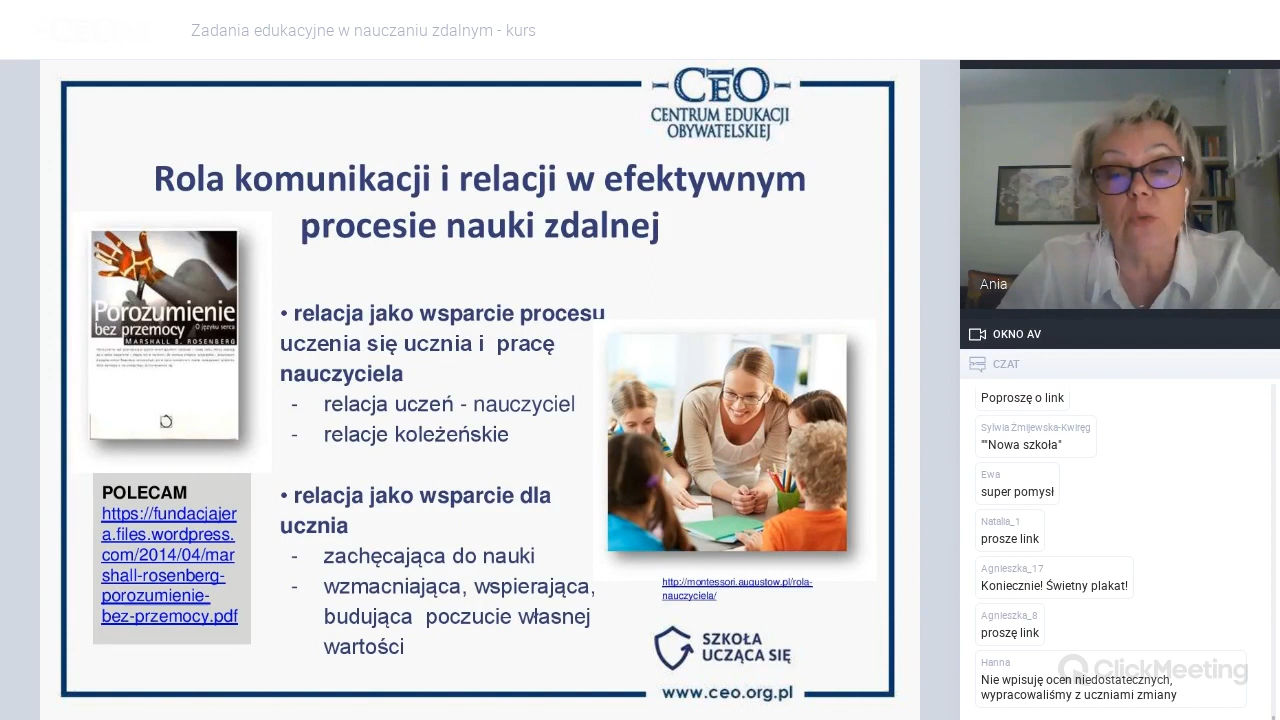 Zadania edukacyjne w nauczaniu zdalnym - kurs
CEO
CENTRUM EDUKACJI
OBYWATELSKIEJ
Rola komunikacji i relacji w efektywnym
procesie nauki zdalnej
Porozumienie
bez przemocy O języku serca
MARSHALL B. ROSENBERG
POLECAM
https://fundacjajer
a.files.wordpress.
com/2014/04/mar
shall-rosenberg-
porozumienie-
bez-przemocy.pdf
• relacja jako wsparcie procesu
uczenia się ucznia i pracę
nauczyciela
- relacja uczeń - nauczyciel
- relacje koleżeńskie
• relacja jako wsparcie dla
ucznia
- zachęcająca do nauki
- wzmacniająca, wspierająca,
budująca poczucie własnej
wartości
http://montessori.augustow.pl/rola-
nauczyciela/
SZKOŁA
UCZĄCA SIĘ
www.ceo.org.pl
Ania
OKNO AV
CZAT
Poproszę o link
Sylwia Żmijewska-Kwiręg
""Nowa szkoła"
Ewa
super pomysł
Natalia_1
prosze link
Agnieszka_17
Koniecznie! Świetny plakat!
Agnieszka_8
proszę link
Hanna
Nie wpisuję ocen niedostatecznych,
wypracowaliśmy z uczniami zmiany
ClickMeeting